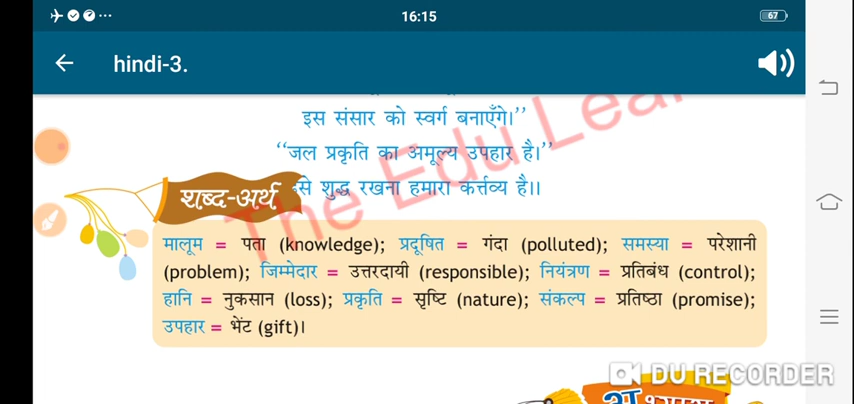 16:15
67
hindi-3.
इस संसार को स्वर्ग बनाएँगे।”
“जल प्रकृति का अमूल्य उपहार है।”
से शुद्ध रखना हमारा कर्त्तव्य है।।
The Edu Lear
शब्द-अर्थ
मालूम = पता (knowledge); प्रदूषित = गंदा (polluted); समस्या = परेशानी
(problem); जिम्मेदार = उत्तरदायी (responsible); नियंत्रण = प्रतिबंध (control);
हानि = नुकसान (loss); प्रकृति = सृष्टि (nature); संकल्प = प्रतिष्ठा (promise);
उपहार = भेंट (gift)।
DU RECORDER